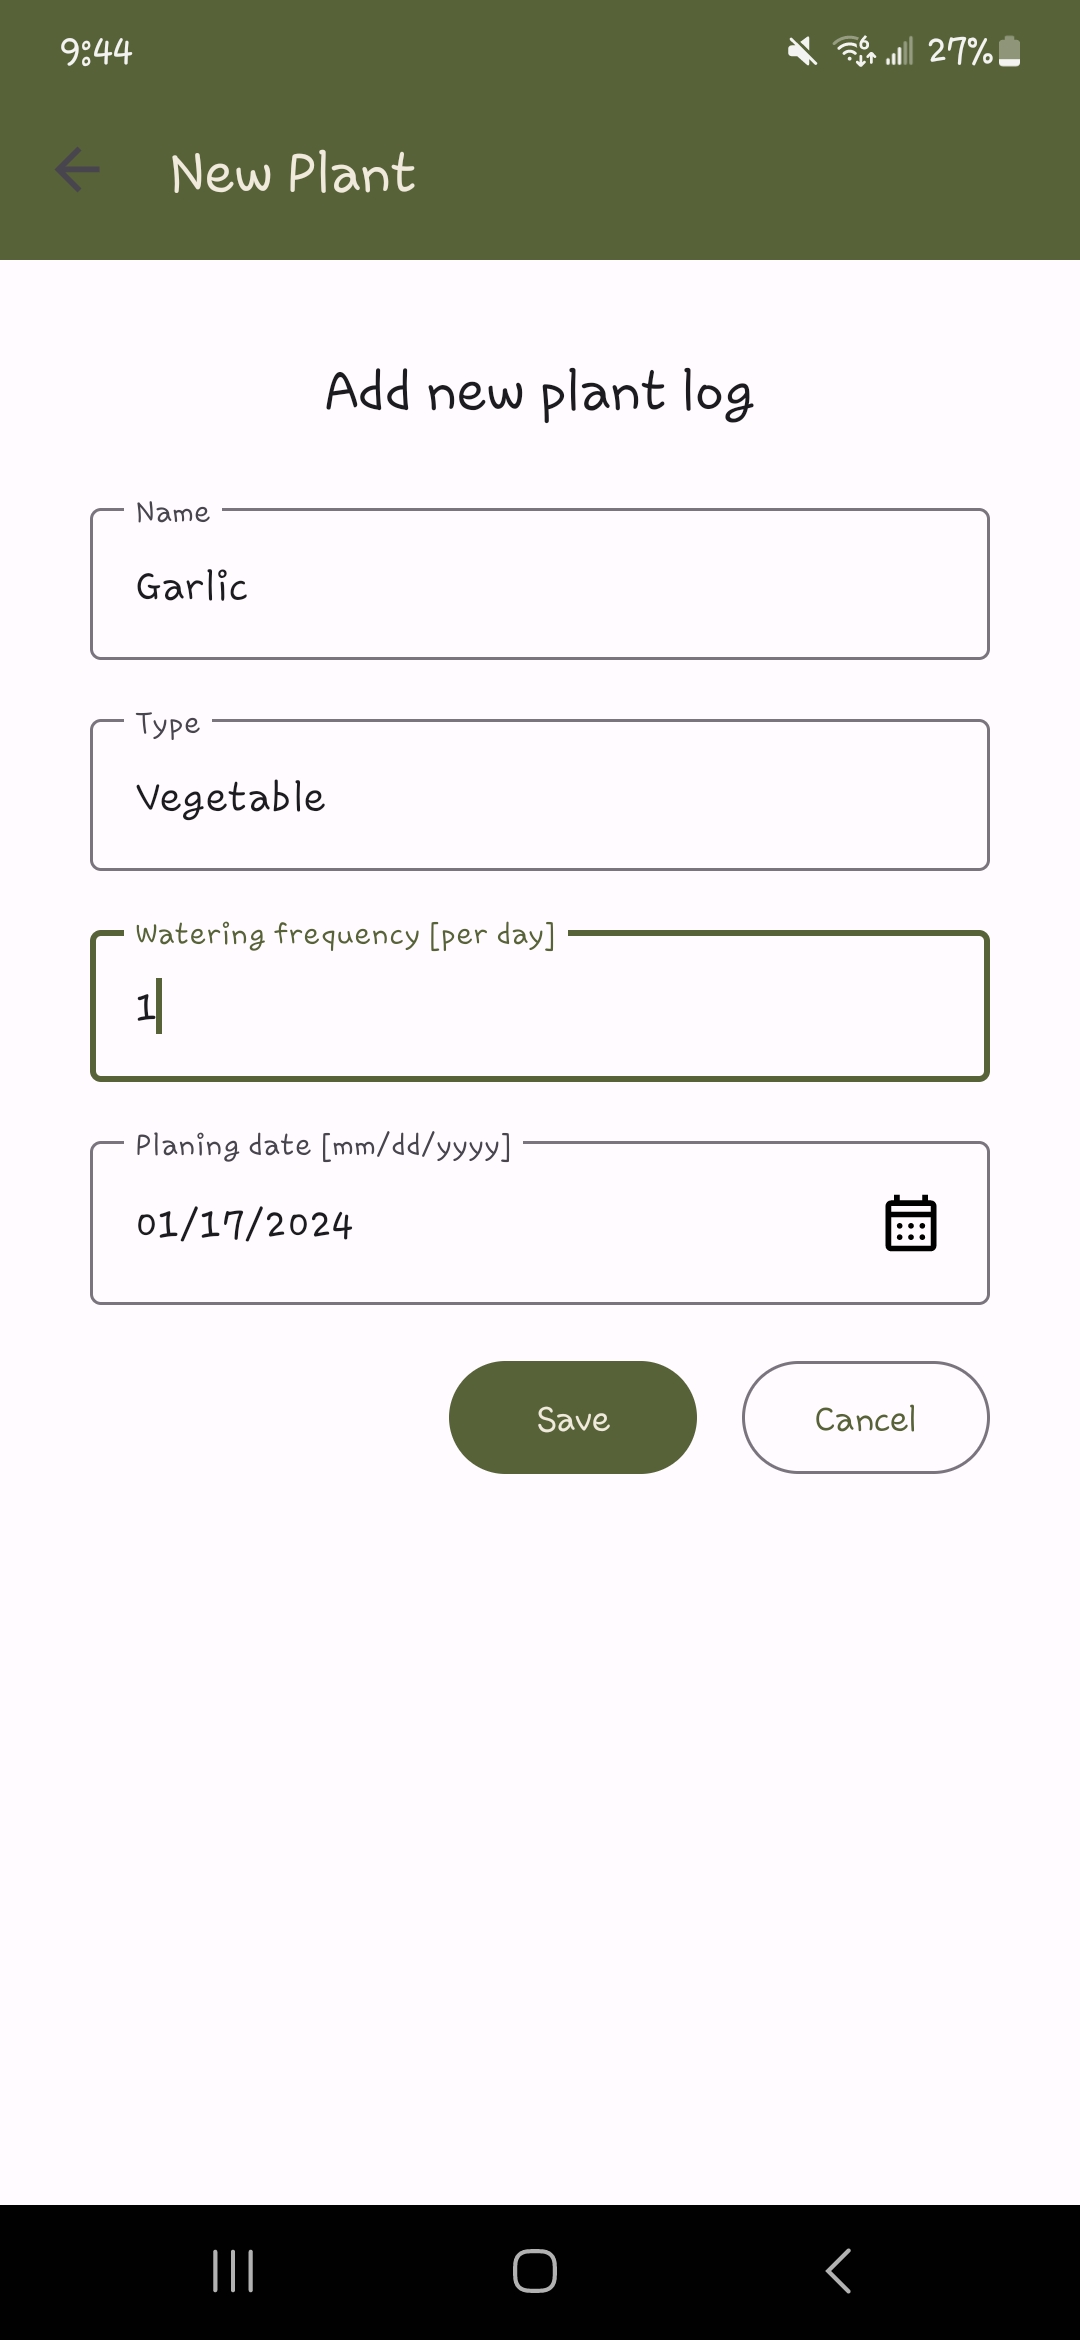 9:44 6 27%
New Plant
Add new plant log
Name
Garlic
Type
Vegetable
Watering frequency [per day]
1
Planing date [mm/dd/yyyy]
01/17/2024
Save Cancel